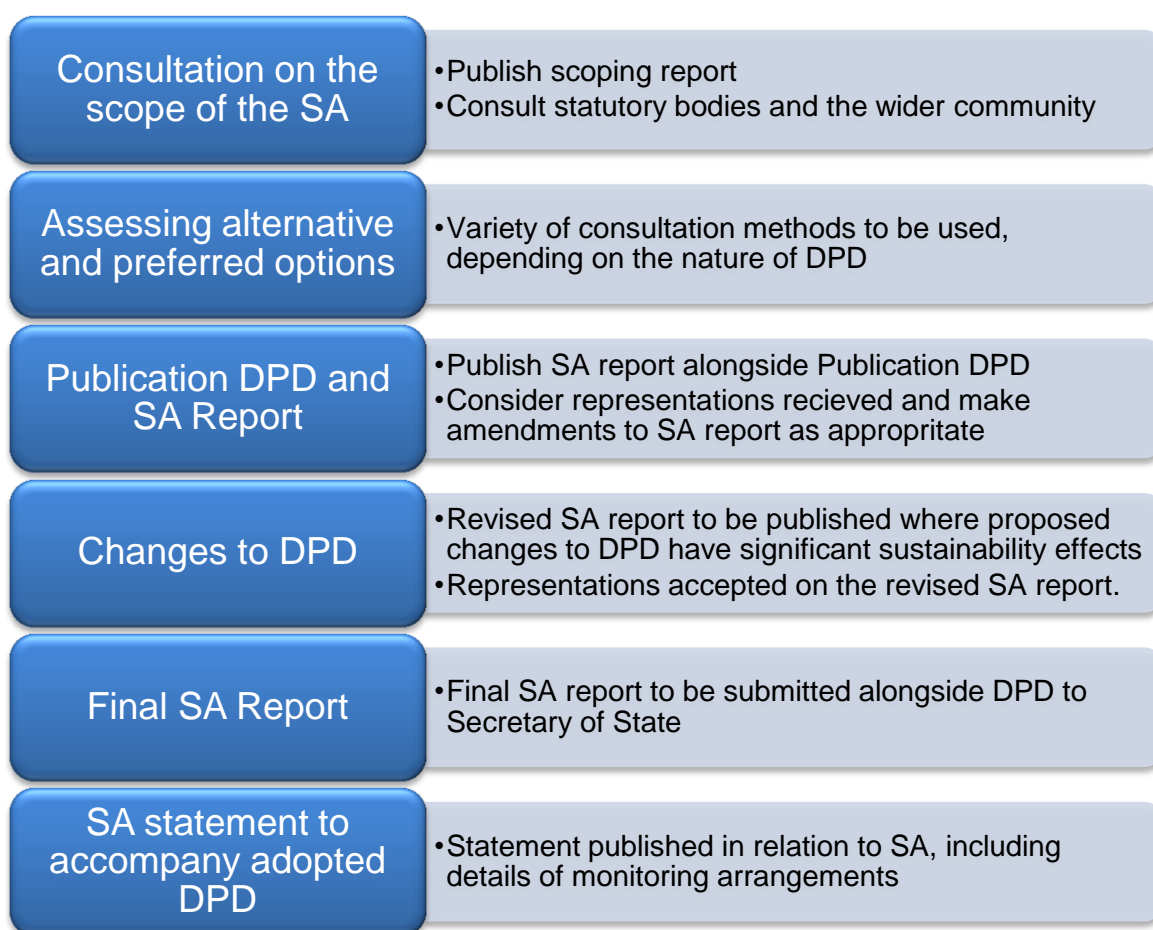 Consultation on the
scope of the SA
•Publish scoping report
•Consult statutory bodies and the wider community
Assessing alternative
and preferred options
•Variety of consultation methods to be used,
depending on the nature of DPD
Publication DPD and
SA Report
•Publish SA report alongside Publication DPD
•Consider representations recieved and make
amendments to SA report as appropritate
Changes to DPD
•Revised SA report to be published where proposed
changes to DPD have significant sustainability effects
•Representations accepted on the revised SA report.
Final SA Report
•Final SA report to be submitted alongside DPD to
Secretary of State
SA statement to
accompany adopted
DPD
•Statement published in relation to SA, including
details of monitoring arrangements